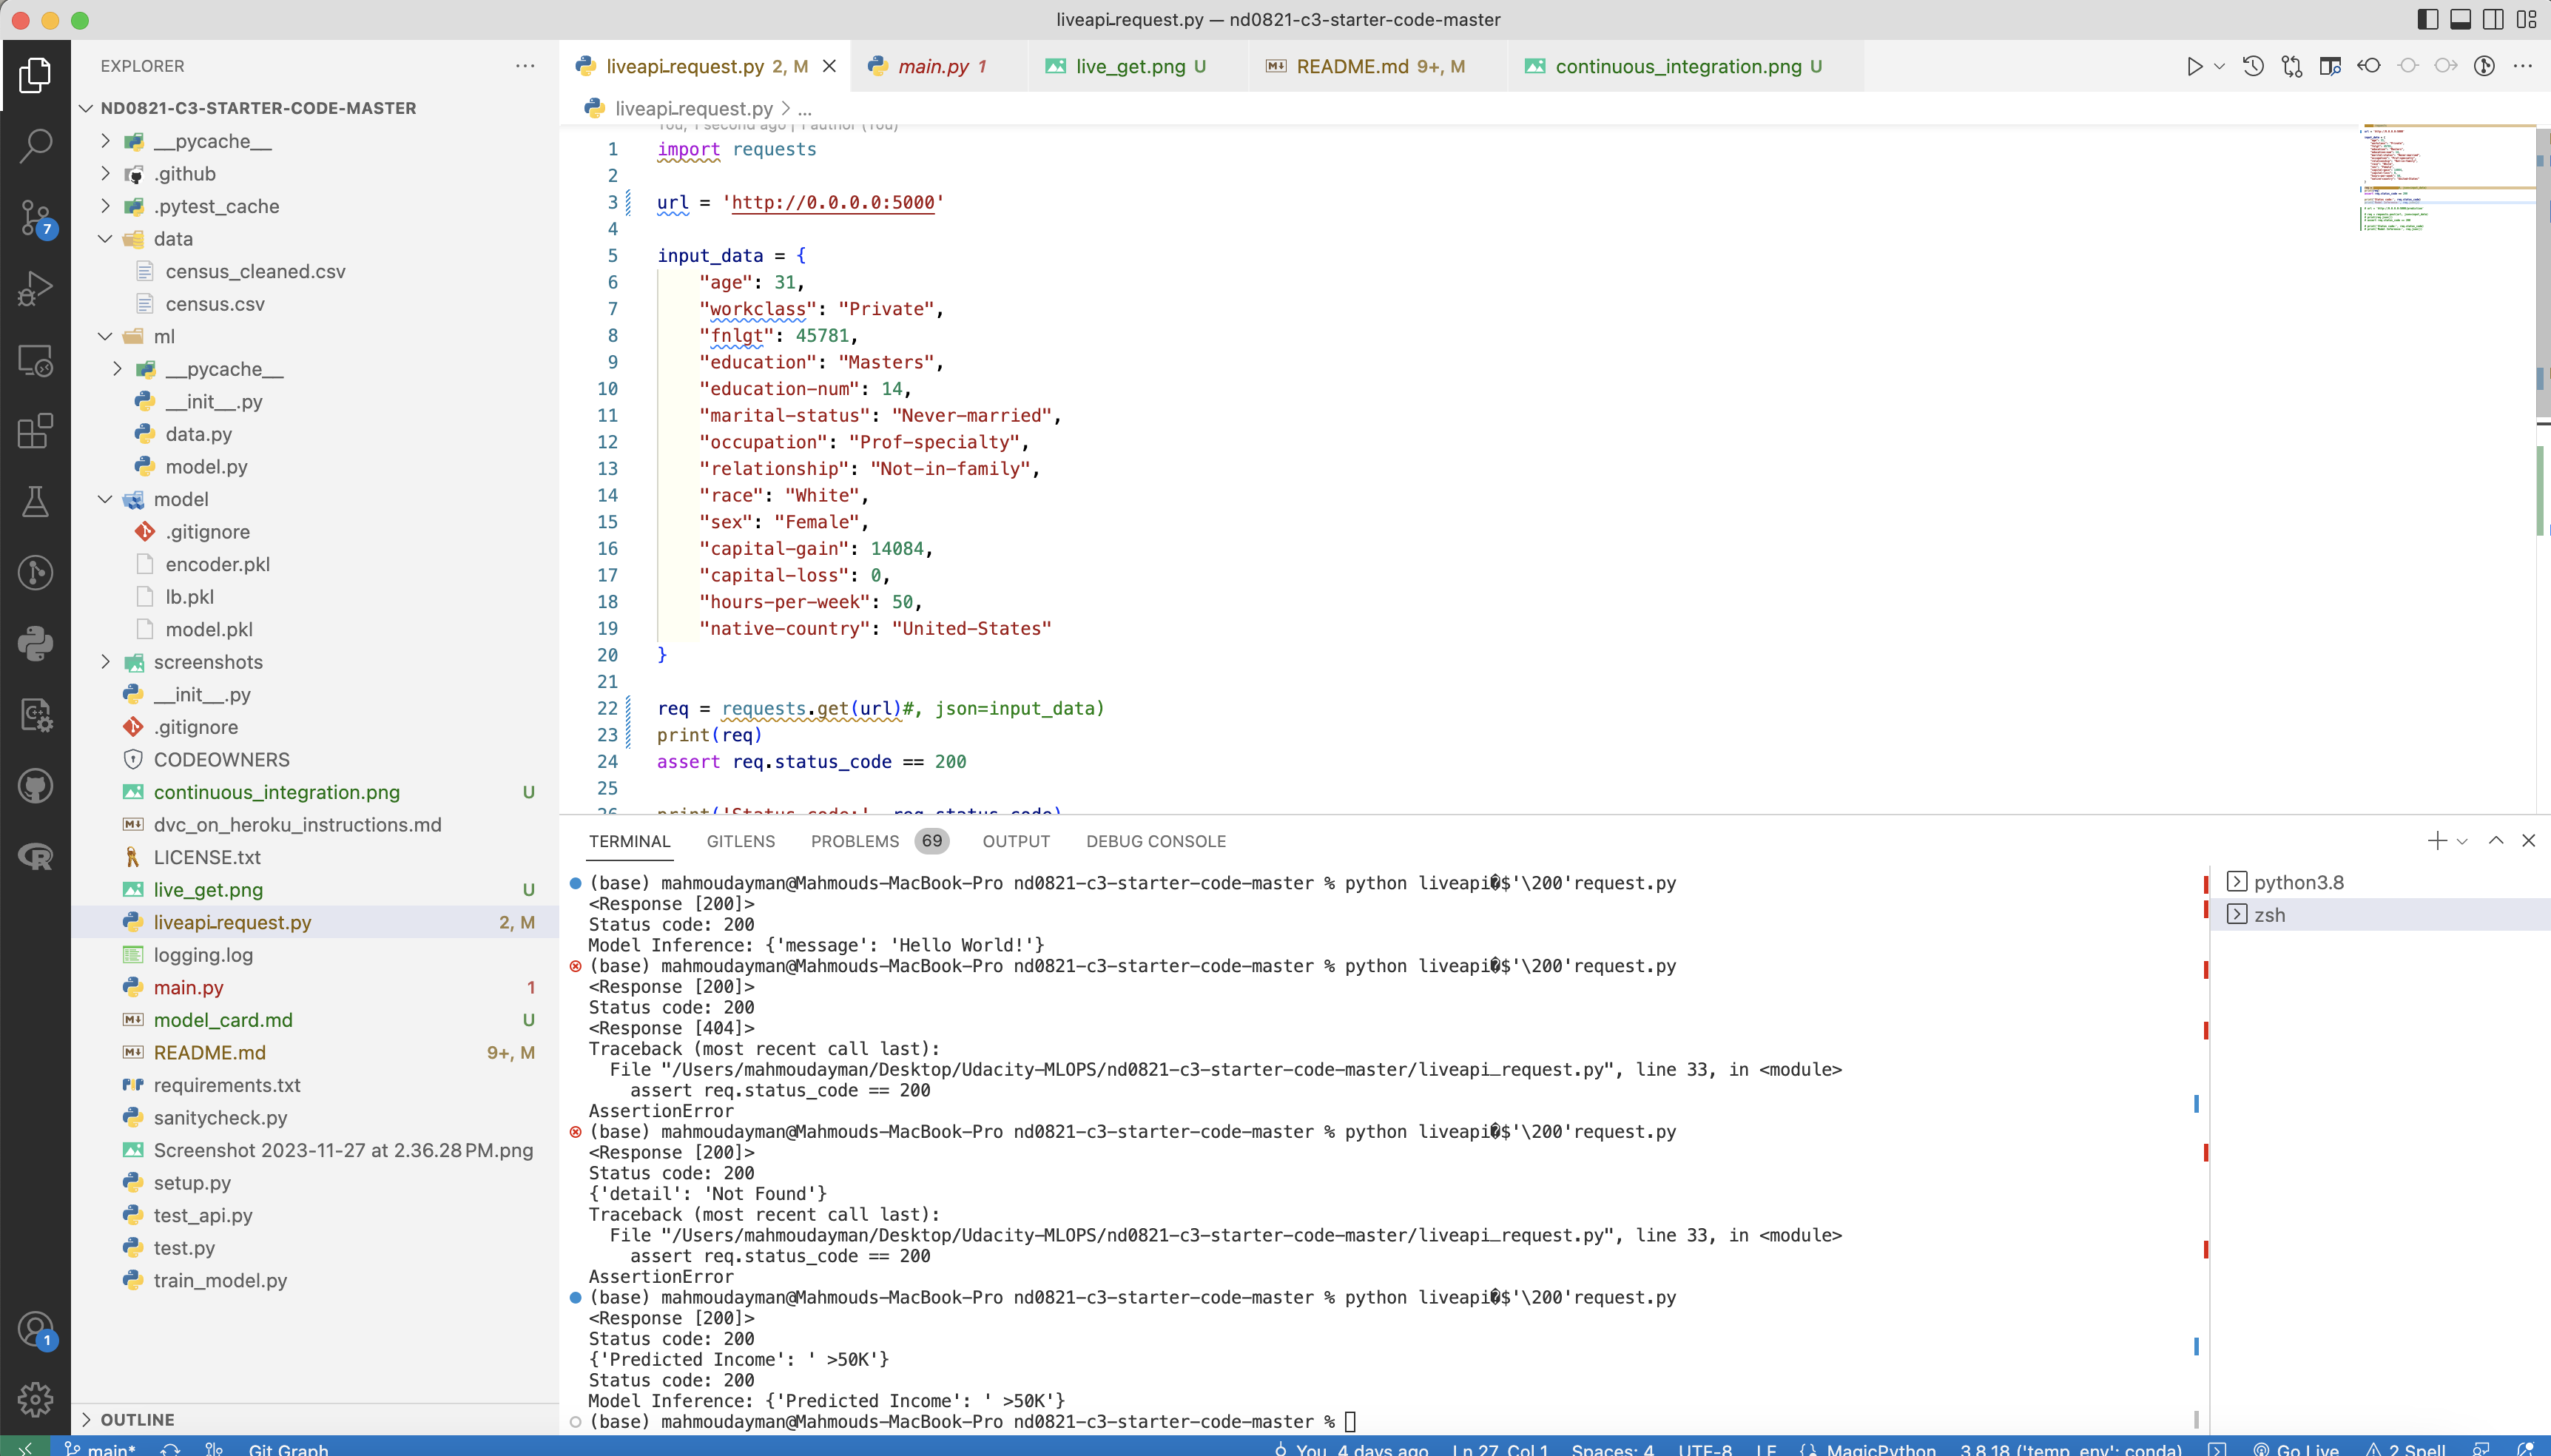 liveapi_request.py — nd0821-c3-starter-code-master
EXPLORER
ND0821-C3-STARTER-CODE-MASTER
__pycache__
.github
.pytest_cache
data
census_cleaned.csv
census.csv
ml
__pycache__
__init__.py
data.py
model.py
model
.gitignore
encoder.pkl
lb.pkl
model.pkl
screenshots
__init__.py
.gitignore
CODEOWNERS
continuous_integration.png U
dvc_on_heroku_instructions.md
LICENSE.txt
live_get.png U
liveapi_request.py 2, M
logging.log
main.py 1
model_card.md U
README.md 9+, M
requirements.txt
sanitycheck.py
Screenshot 2023-11-27 at 2.36.28 PM.png
setup.py
test_api.py
test.py
train_model.py
OUTLINE
7
1
liveapi_request.py 2, M
main.py 1
live_get.png U
README.md 9+, M
continuous_integration.png U
liveapi_request.py > ...
You, 1 second ago | 1 author (You)
1 import requests
2
3 url = 'http://0.0.0.0:5000'
4
5 input_data = {
6 "age": 31,
7 "workclass": "Private",
8 "fnlgt": 45781,
9 "education": "Masters",
10 "education-num": 14,
11 "marital-status": "Never-married",
12 "occupation": "Prof-specialty",
13 "relationship": "Not-in-family",
14 "race": "White",
15 "sex": "Female",
16 "capital-gain": 14084,
17 "capital-loss": 0,
18 "hours-per-week": 50,
19 "native-country": "United-States"
20 }
21
22 req = requests.get(url)#, json=input_data)
23 print(req)
24 assert req.status_code == 200
25
26 print('Status code:', req.status_code)
TERMINAL GITLENS PROBLEMS 69 OUTPUT DEBUG CONSOLE
(base) mahmoudayman@Mahmouds-MacBook-Pro nd0821-c3-starter-code-master % python liveapi�$'\200'request.py
<Response [200]>
Status code: 200
Model Inference: {'message': 'Hello World!'}
(base) mahmoudayman@Mahmouds-MacBook-Pro nd0821-c3-starter-code-master % python liveapi�$'\200'request.py
<Response [200]>
Status code: 200
<Response [404]>
Traceback (most recent call last):
File "/Users/mahmoudayman/Desktop/Udacity-MLOPS/nd0821-c3-starter-code-master/liveapi_request.py", line 33, in <module>
assert req.status_code == 200
AssertionError
(base) mahmoudayman@Mahmouds-MacBook-Pro nd0821-c3-starter-code-master % python liveapi�$'\200'request.py
<Response [200]>
Status code: 200
{'detail': 'Not Found'}
Traceback (most recent call last):
File "/Users/mahmoudayman/Desktop/Udacity-MLOPS/nd0821-c3-starter-code-master/liveapi_request.py", line 33, in <module>
assert req.status_code == 200
AssertionError
(base) mahmoudayman@Mahmouds-MacBook-Pro nd0821-c3-starter-code-master % python liveapi�$'\200'request.py
<Response [200]>
Status code: 200
{'Predicted Income': ' >50K'}
Status code: 200
Model Inference: {'Predicted Income': ' >50K'}
(base) mahmoudayman@Mahmouds-MacBook-Pro nd0821-c3-starter-code-master %
python3.8
zsh
main* Git Graph
You, 4 days ago Ln 27, Col 1 Spaces: 4 UTF-8 LF MagicPython 3.8.18 ('temp_env': conda) Go Live 2 Spell